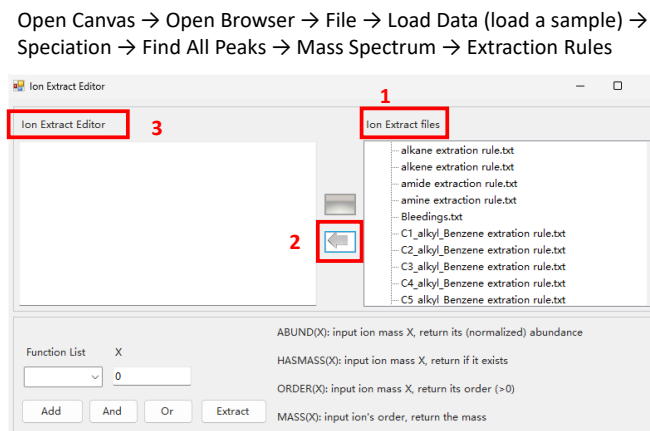 Open Canvas → Open Browser → File → Load Data (load a sample) →
Speciation → Find All Peaks → Mass Spectrum → Extraction Rules
Ion Extract Editor
1
Ion Extract Editor
3
Ion Extract files
alkane extration rule.txt
alkene extration rule.txt
amide extraction rule.txt
amine extraction rule.txt
Bleedings.txt
C1_alkyl_Benzene extration rule.txt
2
C2_alkyl_Benzene extration rule.txt
C3_alkyl_Benzene extration rule.txt
C4_alkyl_Benzene extration rule.txt
C5 alkyl Benzene extration rule.txt
ABUND(X): input ion mass X, return its (normalized) abundance
Function List X
HASMASS(X): input ion mass X, return if it exists
0
ORDER(X): input ion mass X, return its order (>0)
Add And Or Extract
MASS(X): input ion's order, return the mass